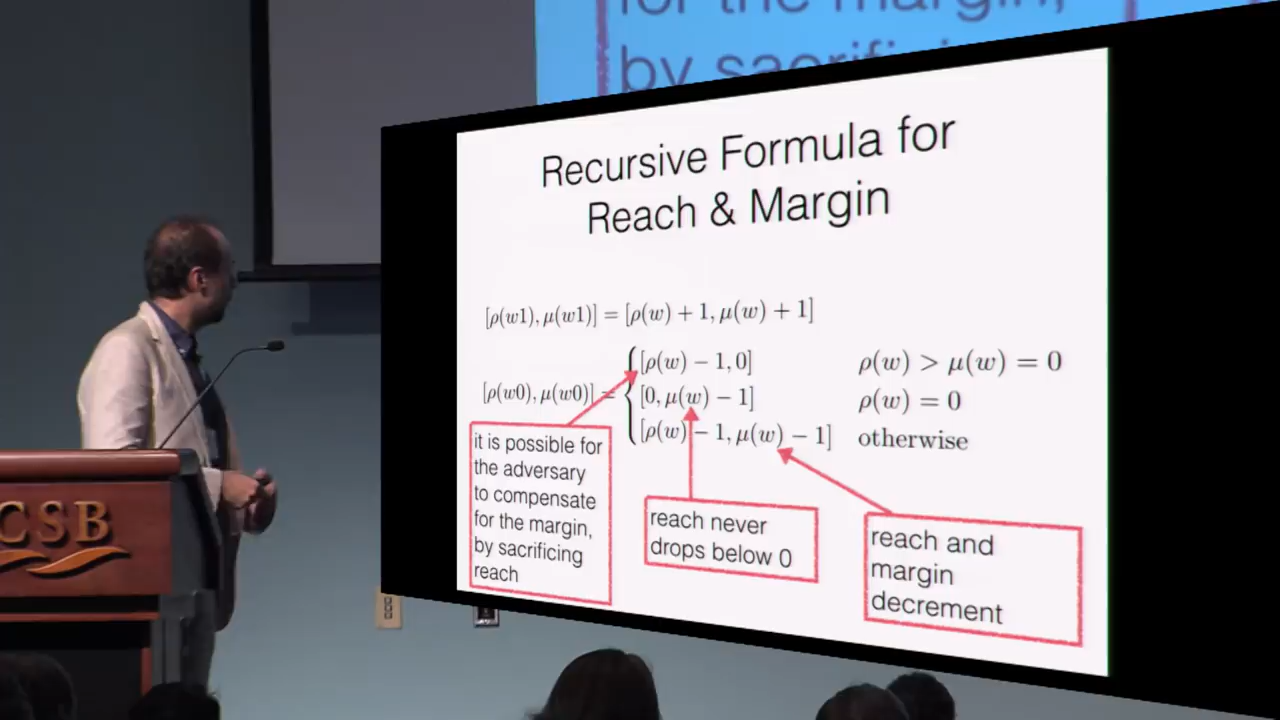 for the margin,
by sacrificing
Recursive Formula for
Reach & Margin
[ρ(w1), μ(w1)] = [ρ(w) + 1, μ(w) + 1]
[ρ(w0), μ(w0)] =
[ρ(w) − 1, 0] ρ(w) > μ(w) = 0
[0, μ(w) − 1] ρ(w) = 0
[ρ(w) − 1, μ(w) − 1] otherwise
it is possible for
the adversary
to compensate
for the margin,
by sacrificing
reach
reach never
drops below 0
reach and
margin
decrement
CSB